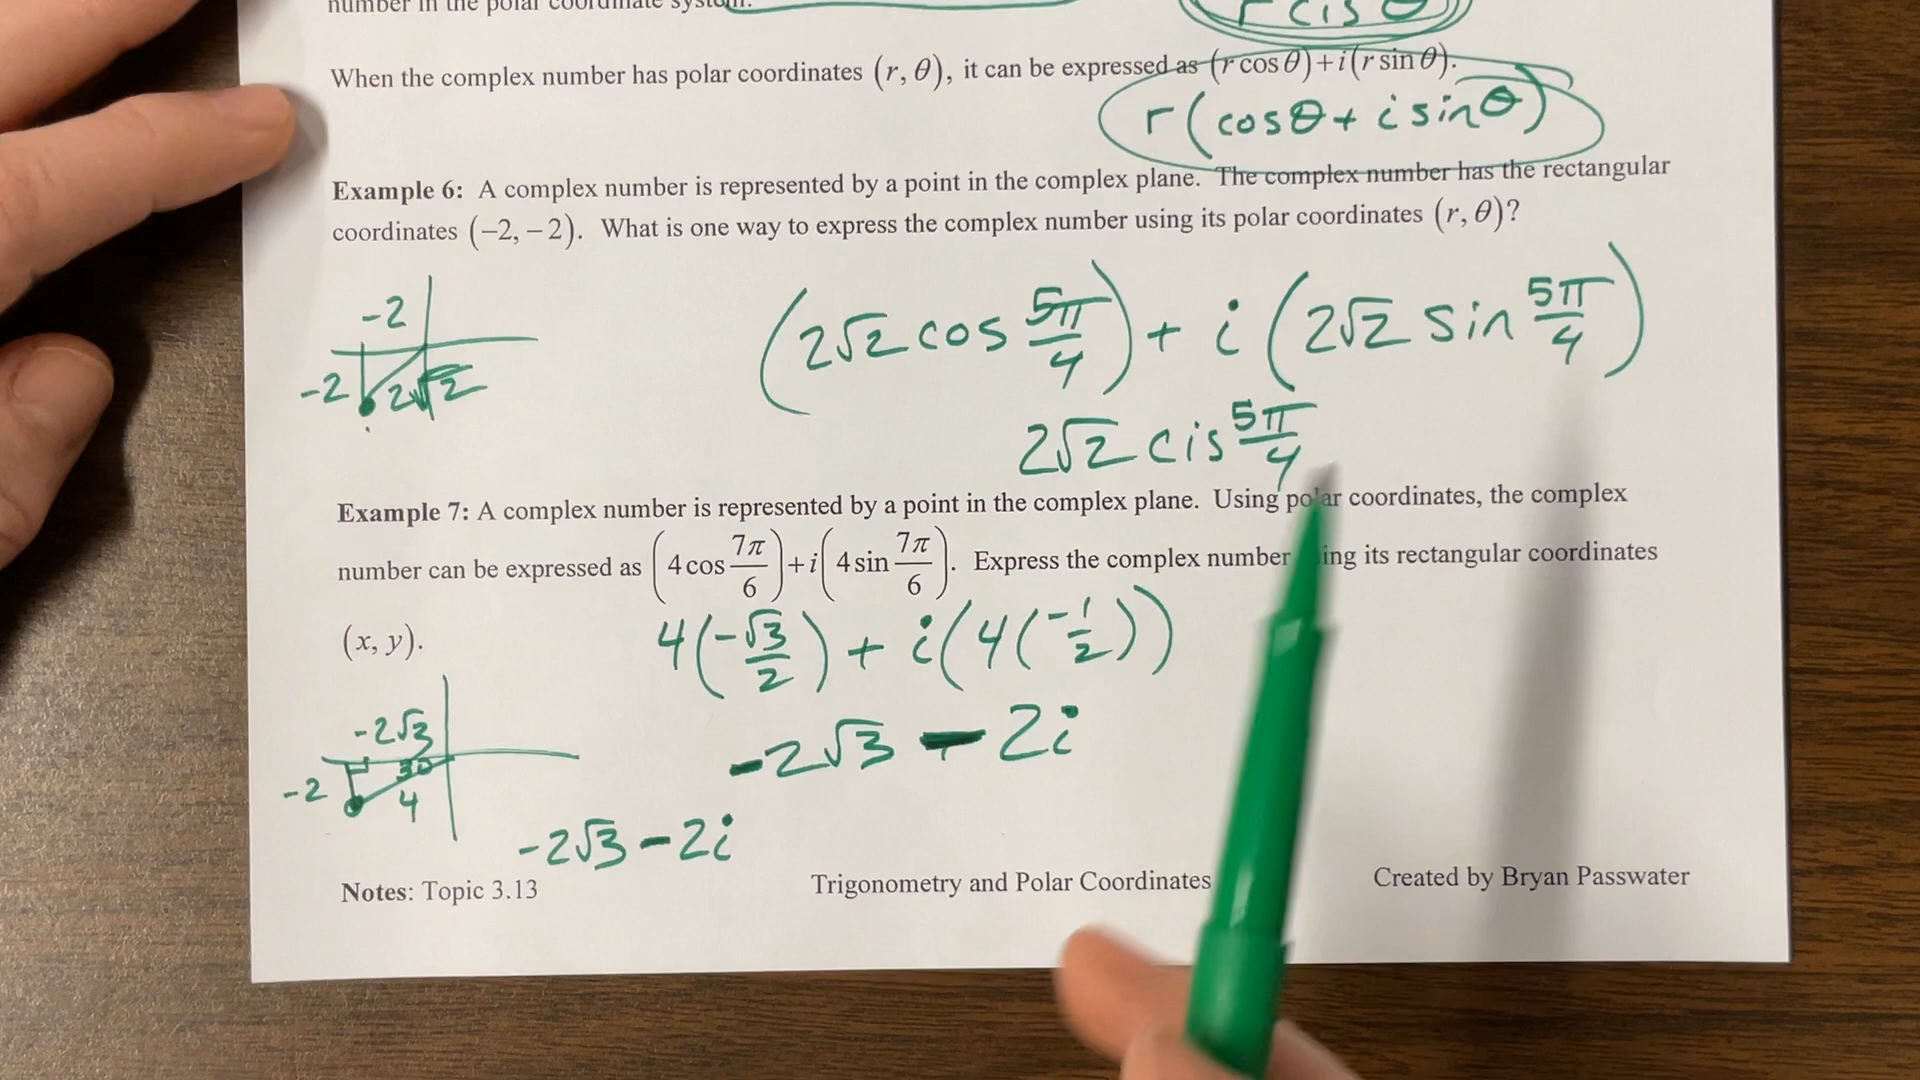 number in the polar coordinate system.
r cis θ
When the complex number has polar coordinates (r, θ), it can be expressed as (r cos θ)+i(r sin θ).
r(cosθ + i sinθ)
Example 6: A complex number is represented by a point in the complex plane. The complex number has the rectangular
coordinates (−2, −2). What is one way to express the complex number using its polar coordinates (r, θ)?
-2
-2 2√2
(2√2 cos 5π/4) + i (2√2 sin 5π/4)
2√2 cis 5π/4
Example 7: A complex number is represented by a point in the complex plane. Using polar coordinates, the complex
number can be expressed as (4 cos 7π/6)+i(4 sin 7π/6). Express the complex number ing its rectangular coordinates
(x, y).
4(-√3/2) + i(4(-1/2))
-2√3
-2 30
4
-2√3 - 2i
-2√3 - 2i
Notes: Topic 3.13 Trigonometry and Polar Coordinates Created by Bryan Passwater